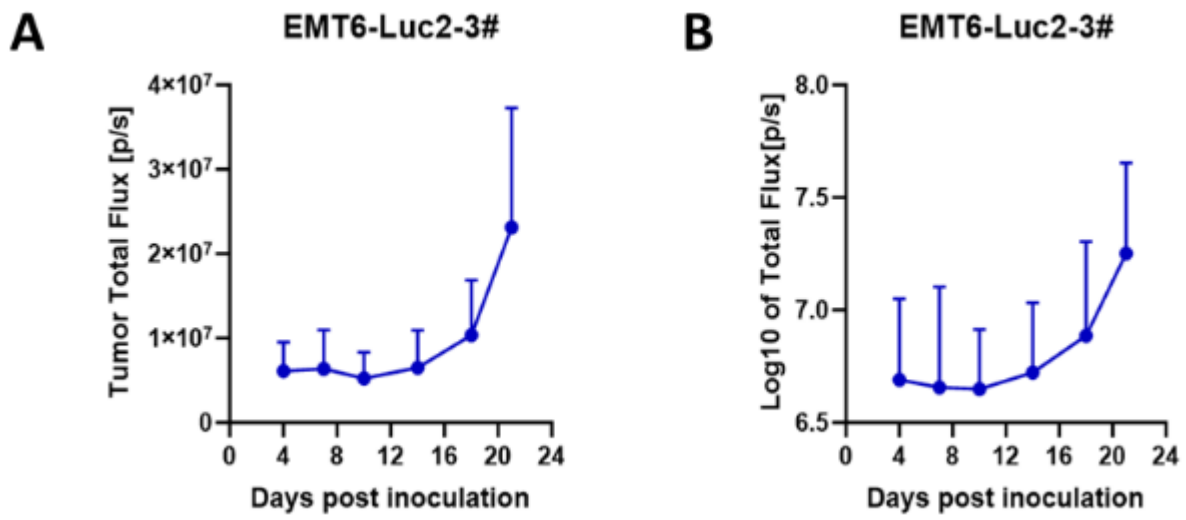 A
EMT6-Luc2-3#
Tumor Total Flux [p/s]
4×10⁷
3×10⁷
2×10⁷
1×10⁷
0
0 4 8 12 16 20 24
Days post inoculation
B
EMT6-Luc2-3#
Log10 of Total Flux[p/s]
8.0
7.5
7.0
6.5
0 4 8 12 16 20 24
Days post inoculation